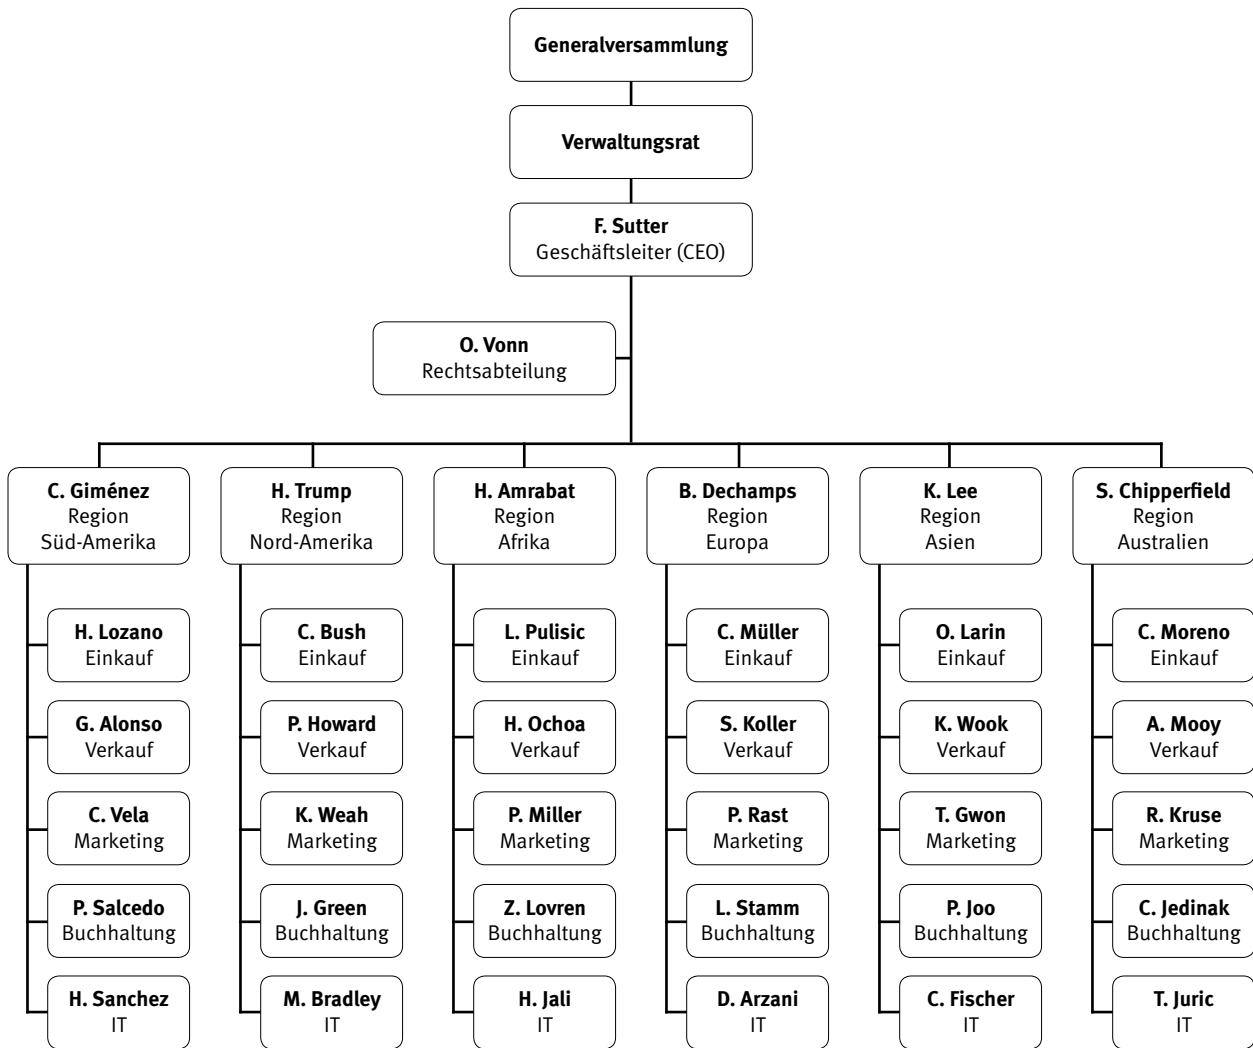 Generalversammlung
Verwaltungsrat
F. Sutter
Geschäftsleiter (CEO)
O. Vonn
Rechtsabteilung
C. Giménez
Region
Süd-Amerika
H. Trump
Region
Nord-Amerika
H. Amrabat
Region
Afrika
B. Dechamps
Region
Europa
K. Lee
Region
Asien
S. Chipperfield
Region
Australien
H. Lozano
Einkauf
C. Bush
Einkauf
L. Pulisic
Einkauf
C. Müller
Einkauf
O. Larin
Einkauf
C. Moreno
Einkauf
G. Alonso
Verkauf
P. Howard
Verkauf
H. Ochoa
Verkauf
S. Koller
Verkauf
K. Wook
Verkauf
A. Mooy
Verkauf
C. Vela
Marketing
K. Weah
Marketing
P. Miller
Marketing
P. Rast
Marketing
T. Gwon
Marketing
R. Kruse
Marketing
P. Salcedo
Buchhaltung
J. Green
Buchhaltung
Z. Lovren
Buchhaltung
L. Stamm
Buchhaltung
P. Joo
Buchhaltung
C. Jedinak
Buchhaltung
H. Sanchez
IT
M. Bradley
IT
H. Jali
IT
D. Arzani
IT
C. Fischer
IT
T. Juric
IT